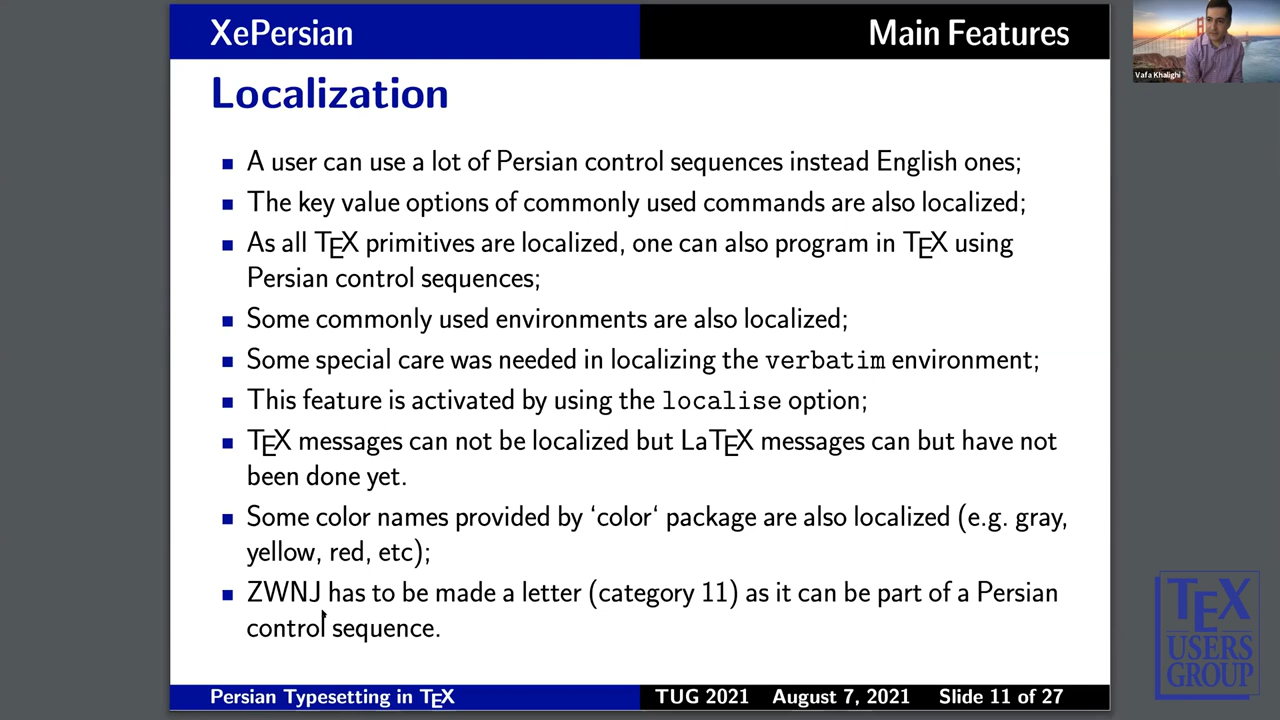 XePersian
Main Features
Vafa Khalighi
Localization
A user can use a lot of Persian control sequences instead English ones;
The key value options of commonly used commands are also localized;
As all TEX primitives are localized, one can also program in TEX using
Persian control sequences;
Some commonly used environments are also localized;
Some special care was needed in localizing the verbatim environment;
This feature is activated by using the localise option;
TEX messages can not be localized but LaTEX messages can but have not
been done yet.
Some color names provided by ‘color‘ package are also localized (e.g. gray,
yellow, red, etc);
ZWNJ has to be made a letter (category 11) as it can be part of a Persian
control sequence.
TEX
USERS
GROUP
Persian Typesetting in TEX
TUG 2021 August 7, 2021 Slide 11 of 27